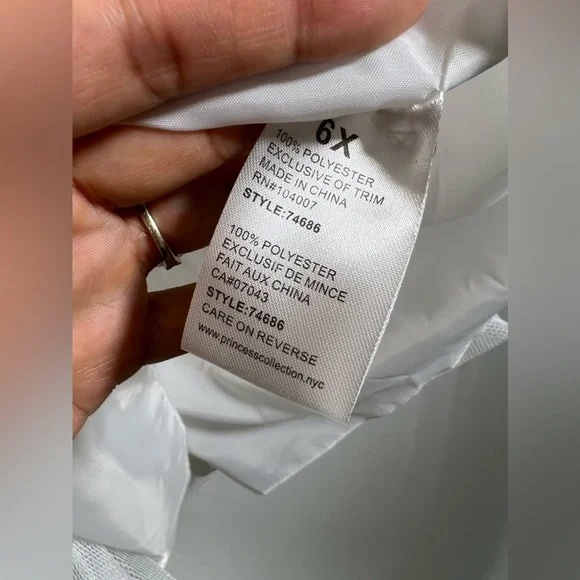 6X
100% POLYESTER
EXCLUSIVE OF TRIM
MADE IN CHINA
RN#104007
STYLE:74686
100% POLYESTER
EXCLUSIF DE MINCE
FAIT AUX CHINA
CA#07043
STYLE:74686
CARE ON REVERSE
www.princesscollection.nyc